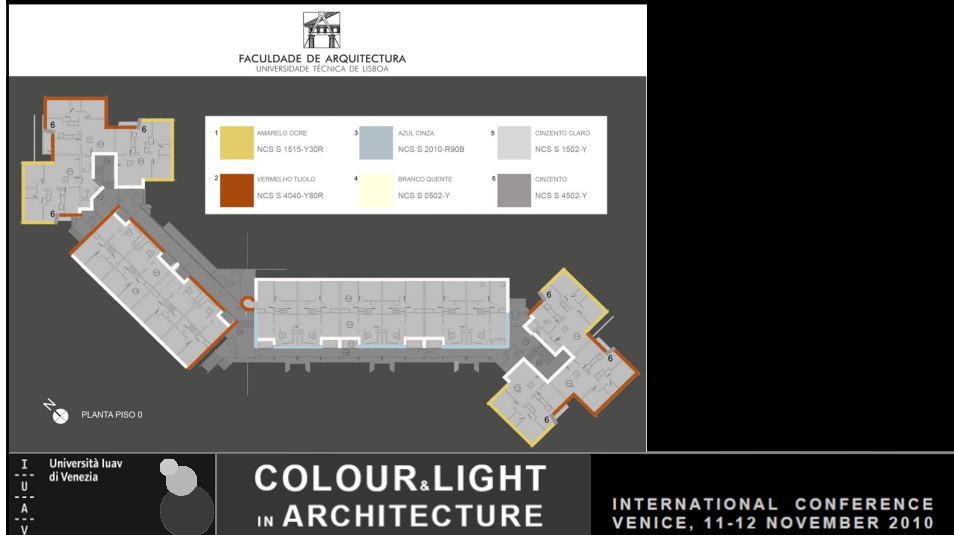 FACULDADE DE ARQUITECTURA
UNIVERSIDADE TÉCNICA DE LISBOA
1 AMARELO OCRE
NCS S 1515-Y30R
3 AZUL CINZA
NCS S 2010-R90B
5 CINZENTO CLARO
NCS S 1502-Y
2 VERMELHO TIJOLO
NCS S 4040-Y80R
4 BRANCO QUENTE
NCS S 0502-Y
6 CINZENTO
NCS S 4502-Y
6
6
6
6
6
6
N
PLANTA PISO 0
I
U
A
V
Università Iuav
di Venezia
COLOUR&LIGHT
IN ARCHITECTURE
INTERNATIONAL CONFERENCE
VENICE, 11-12 NOVEMBER 2010